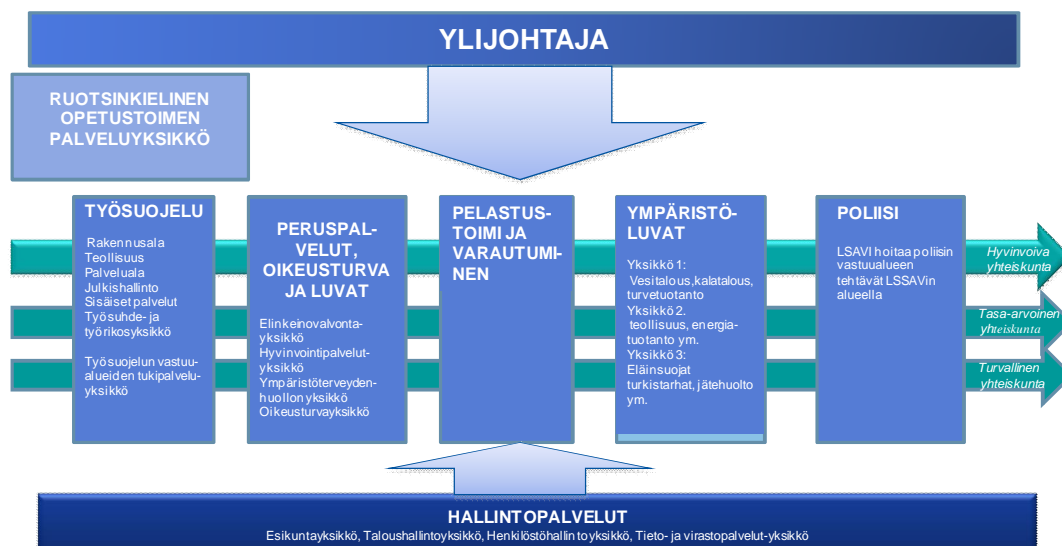 YLIJOHTAJA
RUOTSINKIELINEN
OPETUSTOIMEN
PALVELUYKSIKKÖ
TYÖSUOJELU
Rakennusala
Teollisuus
Palveluala
Julkishallinto
Sisäiset palvelut
Työsuhde- ja
työrikosyksikkö
Työsuojelun vastuu-
alueiden tukipalvelu-
yksikkö
PERUSPAL-
VELUT,
OIKEUSTURVA
JA LUVAT
Elinkeinovalvonta-
yksikkö
Hyvinvointipalvelut-
yksikkö
Ympäristöterveyden-
huollon yksikkö
Oikeusturvayksikkö
PELASTUS-
TOIMI JA
VARAUTUMI-
NEN
YMPÄRISTÖ-
LUVAT
Yksikkö 1:
Vesitalous,kalatalous,
turvetuotanto
Yksikkö 2.
teollisuus, energia-
tuotanto ym.
Yksikkö 3:
Eläinsuojat
turkistarhat, jätehuolto
ym.
POLIISI
LSAVI hoitaa poliisin
vastuualueen
tehtävät LSSAVin
alueella
Hyvinvoiva
yhteiskunta
Tasa-arvoinen
yhteiskunta
Turvallinen
yhteiskunta
HALLINTOPALVELUT
Esikuntayksikkö, Taloushallintoyksikkö, Henkilöstöhallintoyksikkö, Tieto- ja virastopalvelut-yksikkö